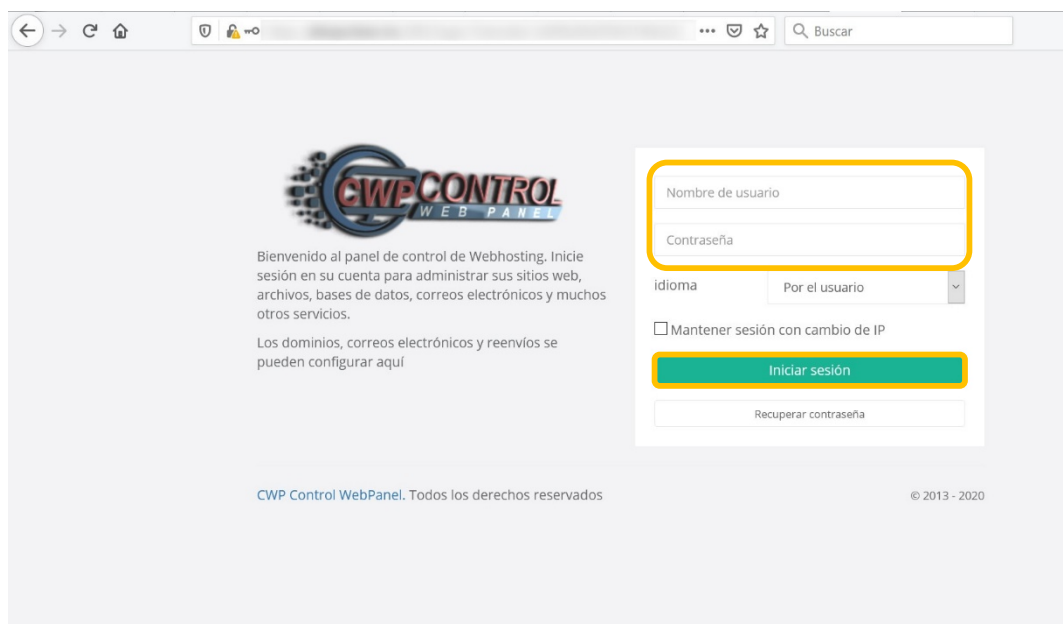 Buscar
CWP CONTROL
WEB PANEL
Bienvenido al panel de control de Webhosting. Inicie
sesión en su cuenta para administrar sus sitios web,
archivos, bases de datos, correos electrónicos y muchos
otros servicios.
Los dominios, correos electrónicos y reenvíos se
pueden configurar aquí
Nombre de usuario
Contraseña
idioma
Por el usuario
Mantener sesión con cambio de IP
Iniciar sesión
Recuperar contraseña
CWP Control WebPanel. Todos los derechos reservados
© 2013 - 2020